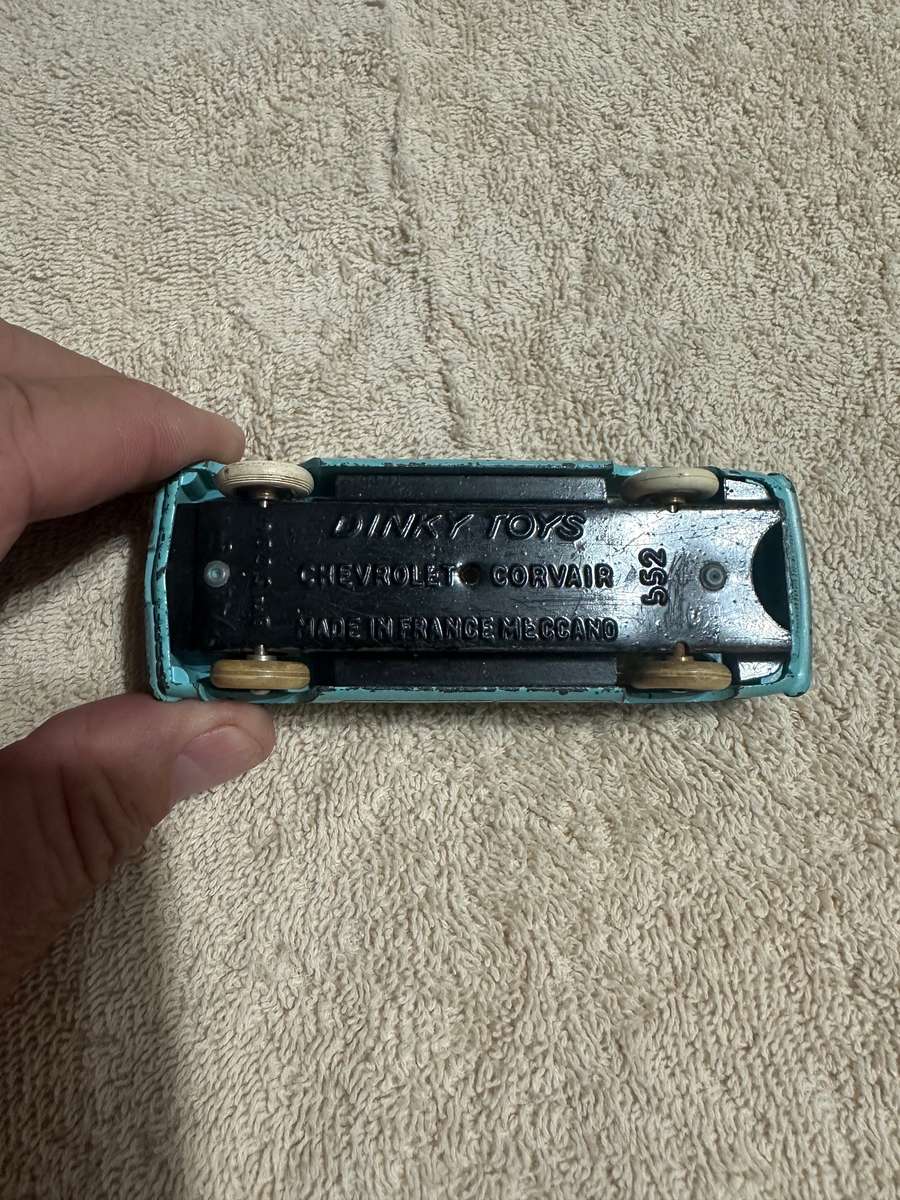 DINKY TOYS
CHEVROLET CORVAIR
552
MADE IN FRANCE MECCANO